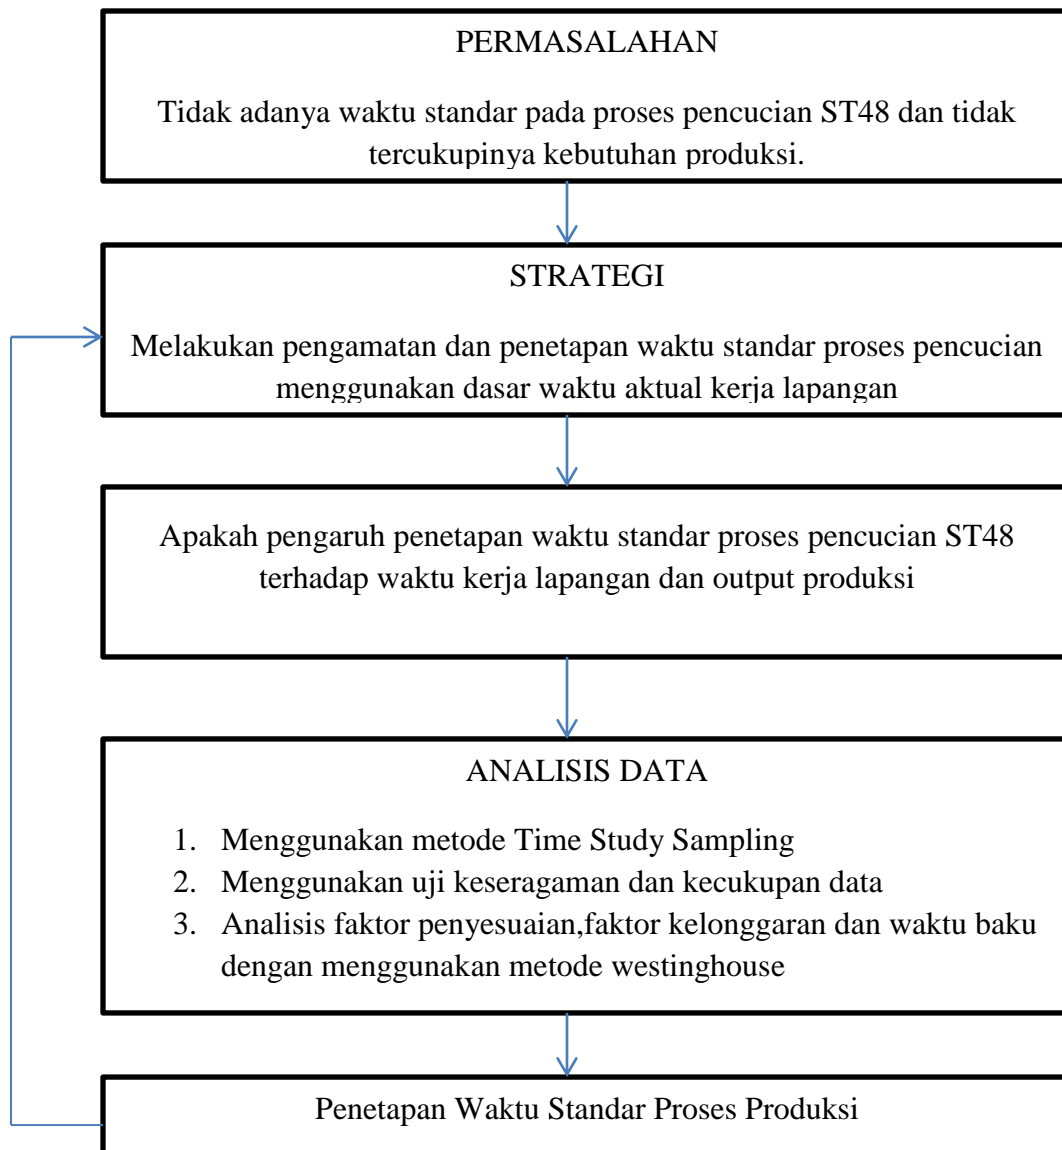 PERMASALAHAN
Tidak adanya waktu standar pada proses pencucian ST48 dan tidak
tercukupinya kebutuhan produksi.
STRATEGI
Melakukan pengamatan dan penetapan waktu standar proses pencucian
menggunakan dasar waktu aktual kerja lapangan
Apakah pengaruh penetapan waktu standar proses pencucian ST48
terhadap waktu kerja lapangan dan output produksi
ANALISIS DATA
1. Menggunakan metode Time Study Sampling
2. Menggunakan uji keseragaman dan kecukupan data
3. Analisis faktor penyesuaian,faktor kelonggaran dan waktu baku
dengan menggunakan metode westinghouse
Penetapan Waktu Standar Proses Produksi